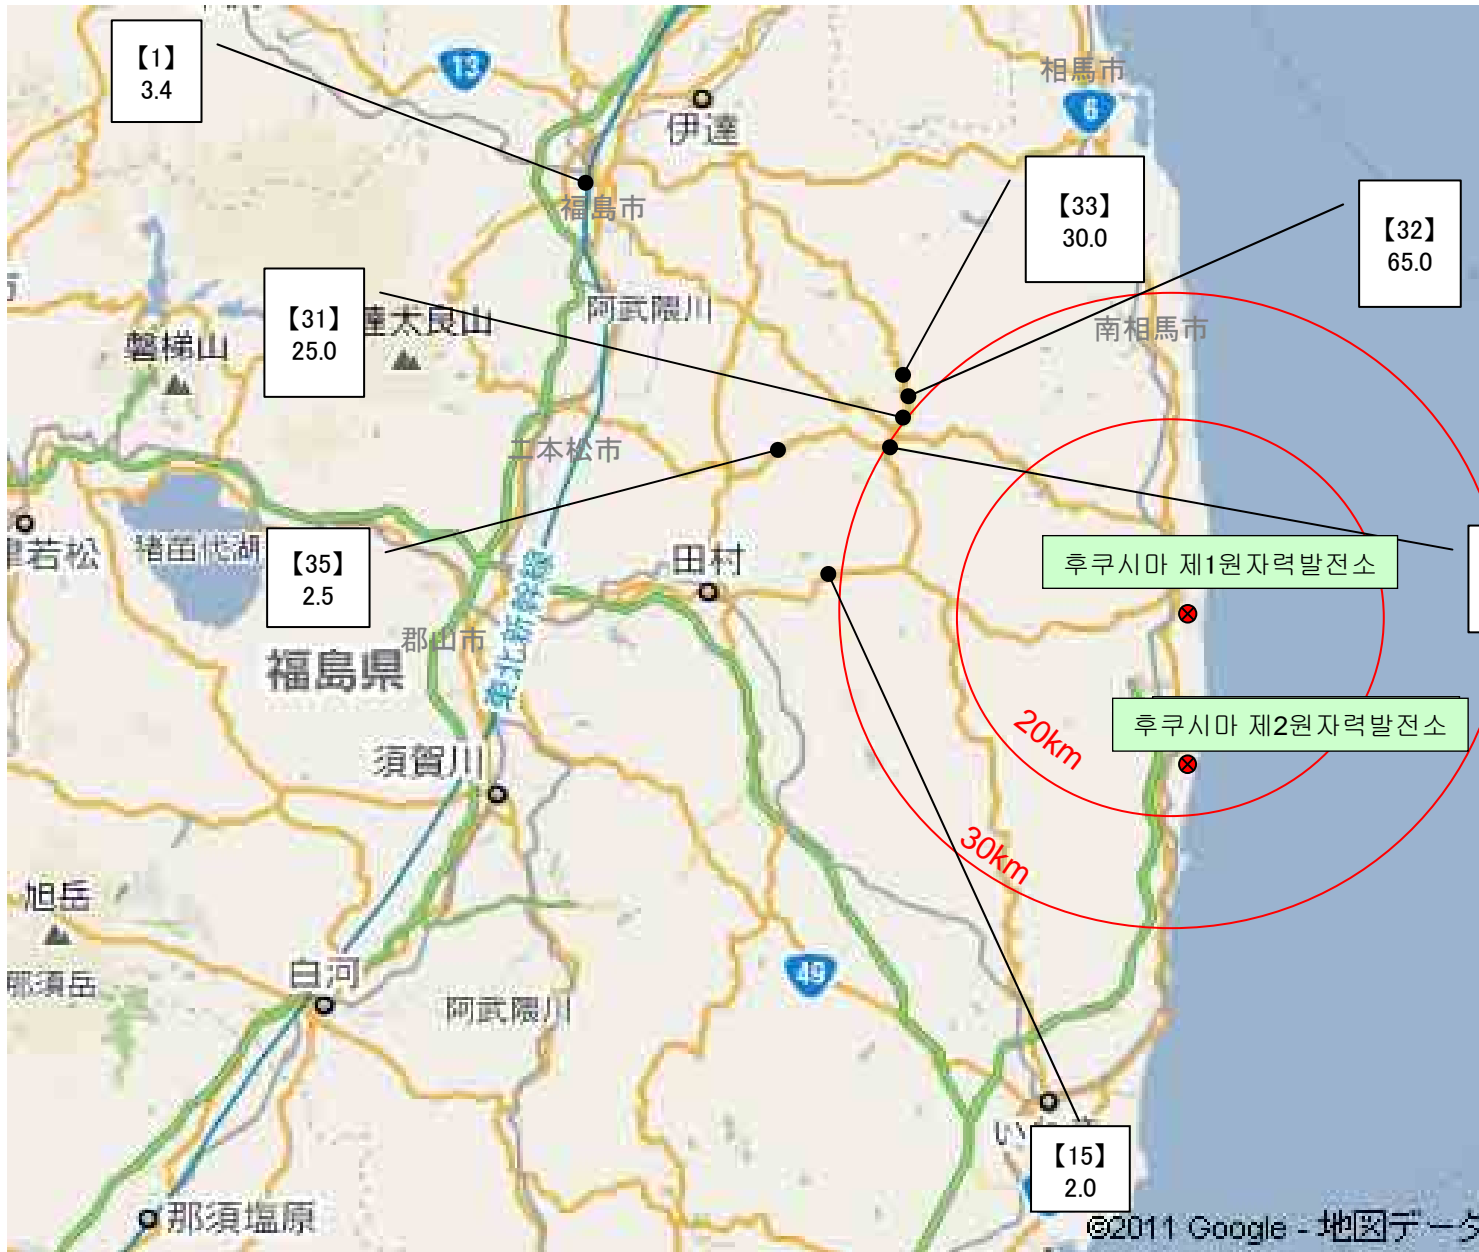 【1】
3.4
13
相馬市
6
伊達
【33】
30.0
【32】
65.0
福島市
【31】
25.0
達太良山
阿武隈川
南相馬市
磐梯山
二本松市
猪苗代湖
若松
【35】
2.5
田村
후쿠시마 제1원자력발전소
郡山市
福島県
東北新幹線
20km
후쿠시마 제2원자력발전소
須賀川
30km
旭岳
那須岳
白河
阿武隈川
49
【15】
2.0
那須塩原
©2011 Google - 地図データ